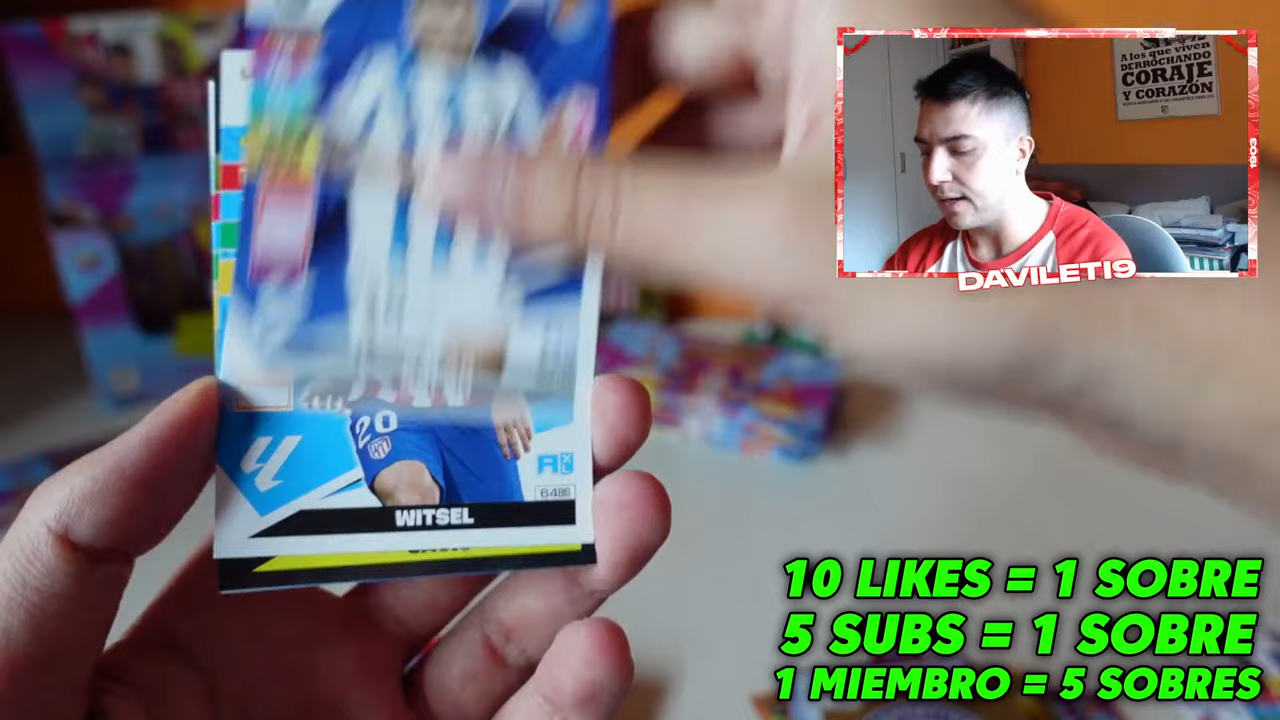 A los que viven
DERROCHANDO
CORAJE
Y CORAZÓN
1903
DAVILETI9
20
WITSEL
10 LIKES = 1 SOBRE
5 SUBS = 1 SOBRE
1 MIEMBRO = 5 SOBRES